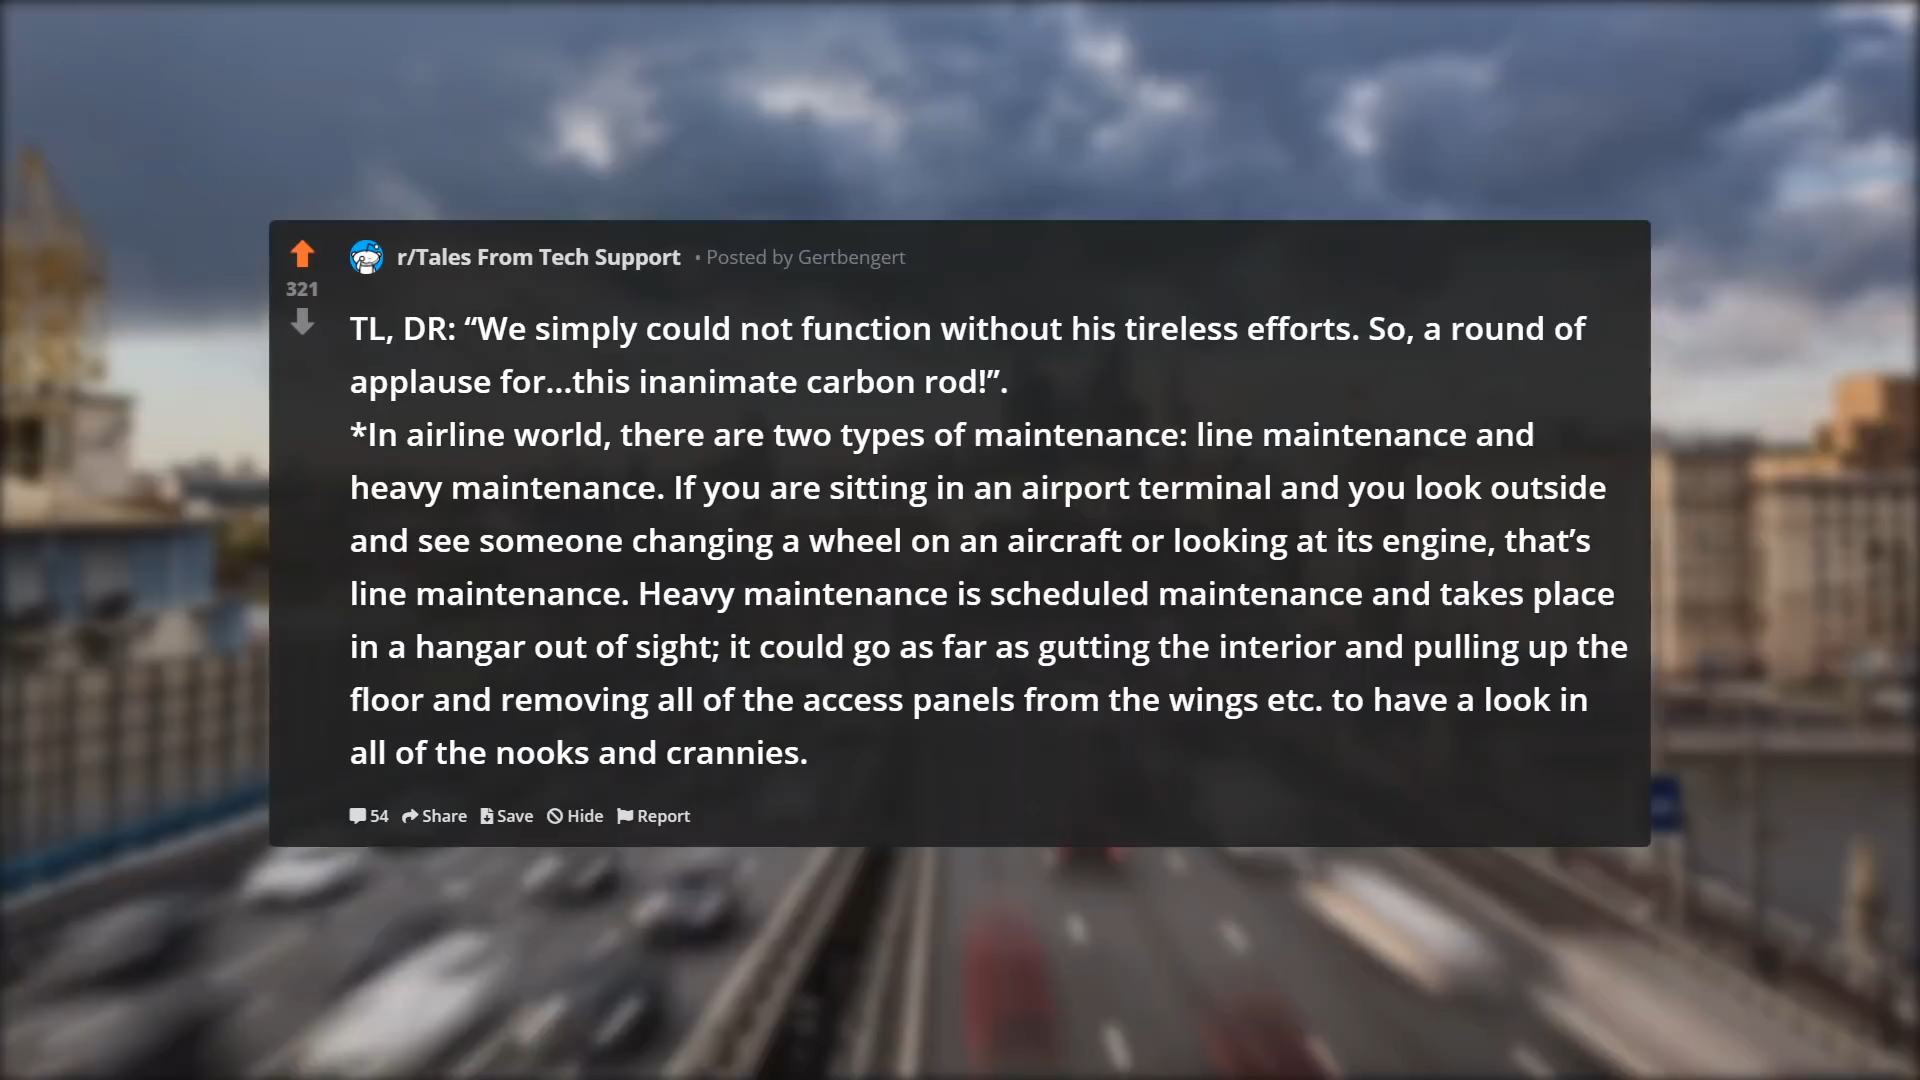 r/Tales From Tech Support • Posted by Gertbengert
321
TL, DR: “We simply could not function without his tireless efforts. So, a round of
applause for...this inanimate carbon rod!”.
*In airline world, there are two types of maintenance: line maintenance and
heavy maintenance. If you are sitting in an airport terminal and you look outside
and see someone changing a wheel on an aircraft or looking at its engine, that’s
line maintenance. Heavy maintenance is scheduled maintenance and takes place
in a hangar out of sight; it could go as far as gutting the interior and pulling up the
floor and removing all of the access panels from the wings etc. to have a look in
all of the nooks and crannies.
54 Share Save Hide Report